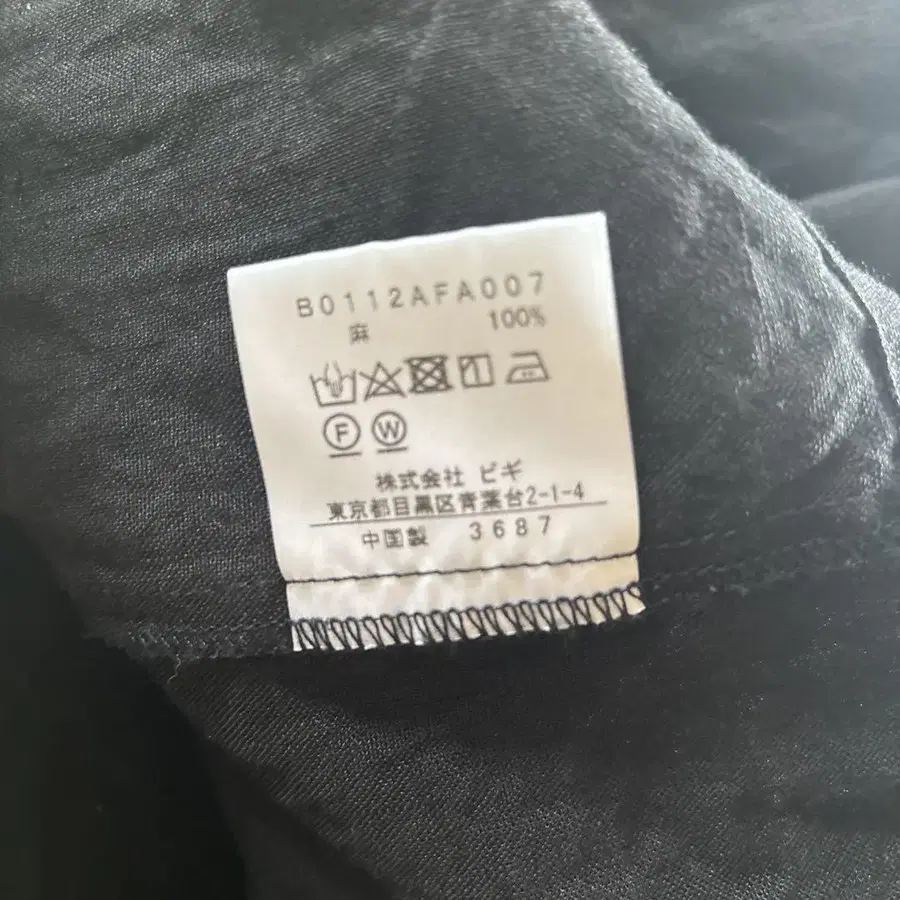 B0112AFA007
麻 100%
F W
株式会社 ビギ
東京都目黒区青葉台2-1-4
中国製 3687